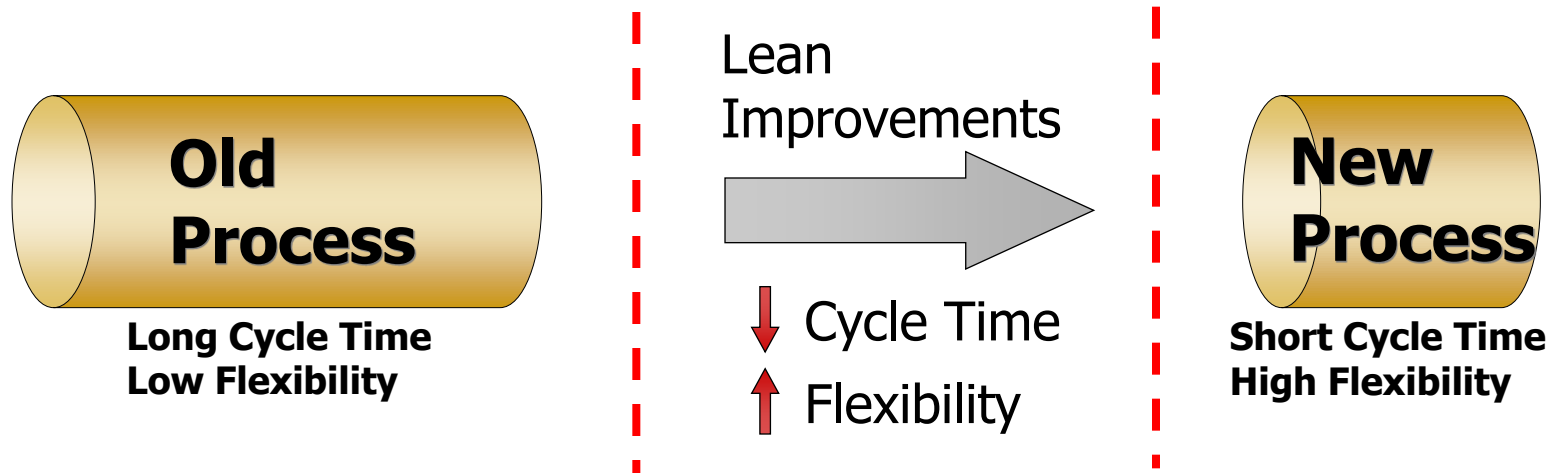 Old
Process
Long Cycle Time
Low Flexibility
Lean
Improvements
Cycle Time
Flexibility
New
Process
Short Cycle Time
High Flexibility